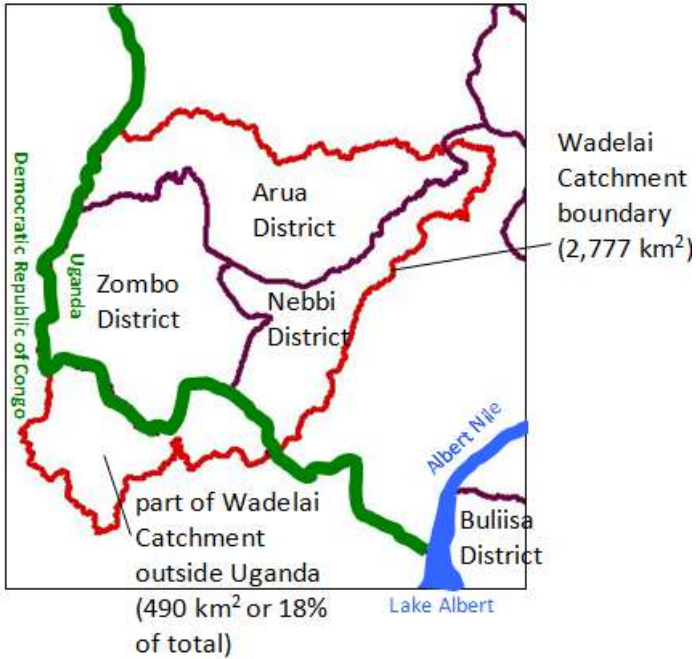 Wadelai
Catchment
boundary
(2,777 km²)
Democratic Republic of Congo
Uganda
Arua
District
Zombo
District
Nebbi
District
Albert Nile
Buliisa
District
part of Wadelai
Catchment
outside Uganda
(490 km² or 18%
of total)
Lake Albert